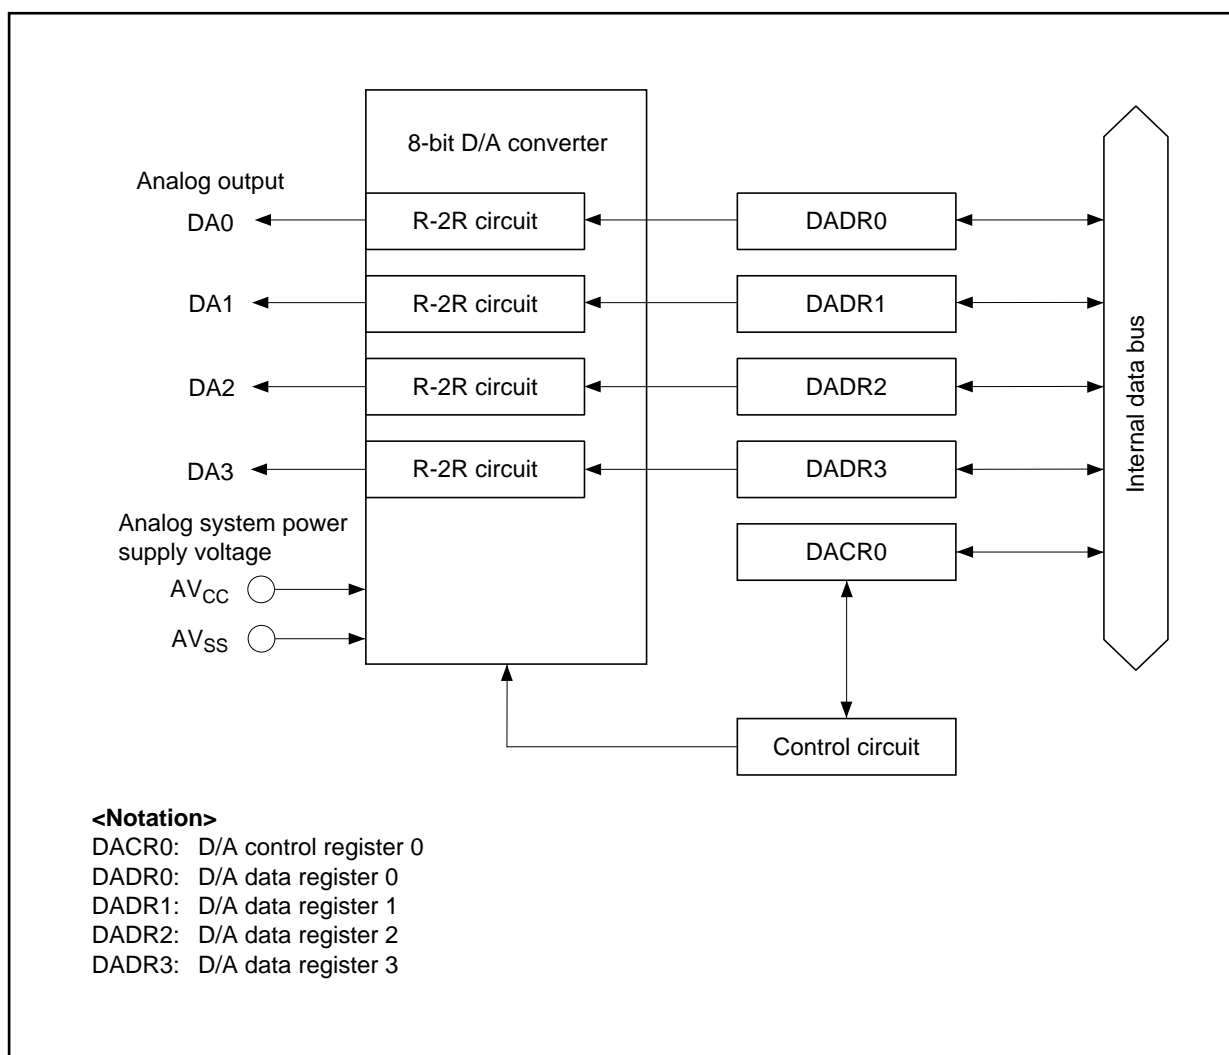 8-bit D/A converter
Analog output
DA0
R-2R circuit
DADR0
DA1
R-2R circuit
DADR1
DA2
R-2R circuit
DADR2
DA3
R-2R circuit
DADR3
Internal data bus
Analog system power
supply voltage
DACR0
AVCC
AVSS
Control circuit
<Notation>
DACR0: D/A control register 0
DADR0: D/A data register 0
DADR1: D/A data register 1
DADR2: D/A data register 2
DADR3: D/A data register 3